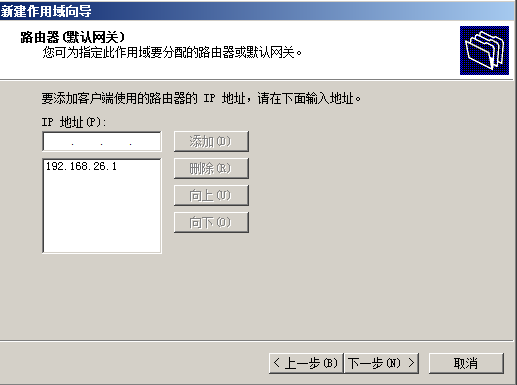 新建作用域向导
路由器(默认网关)
您可为指定此作用域要分配的路由器或默认网关。
要添加客户端使用的路由器的 IP 地址，请在下面输入地址。
IP 地址(P):
. . .
添加(D)
192.168.26.1
删除(R)
向上(U)
向下(O)
< 上一步(B)
下一步(N) >
取消